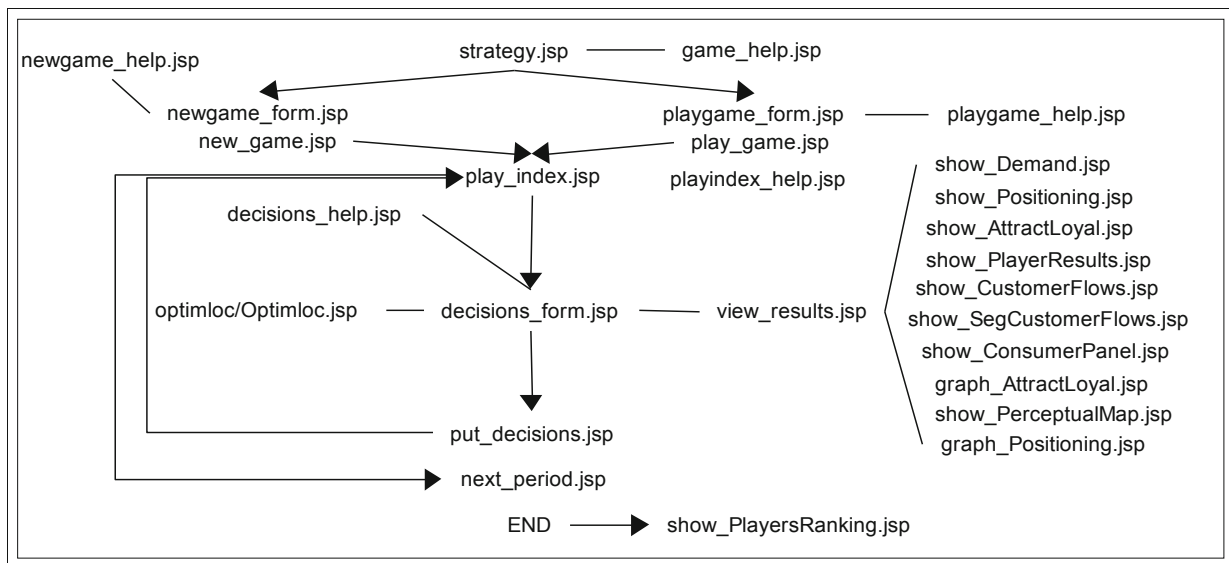 strategy.jsp
game_help.jsp
newgame_help.jsp
newgame_form.jsp
playgame_form.jsp
playgame_help.jsp
new_game.jsp
play_game.jsp
play_index.jsp
playindex_help.jsp
decisions_help.jsp
optimloc/Optimloc.jsp
decisions_form.jsp
view_results.jsp
show_Demand.jsp
show_Positioning.jsp
show_AttractLoyal.jsp
show_PlayerResults.jsp
show_CustomerFlows.jsp
show_SegCustomerFlows.jsp
show_ConsumerPanel.jsp
graph_AttractLoyal.jsp
show_PerceptualMap.jsp
graph_Positioning.jsp
put_decisions.jsp
next_period.jsp
END
show_PlayersRanking.jsp